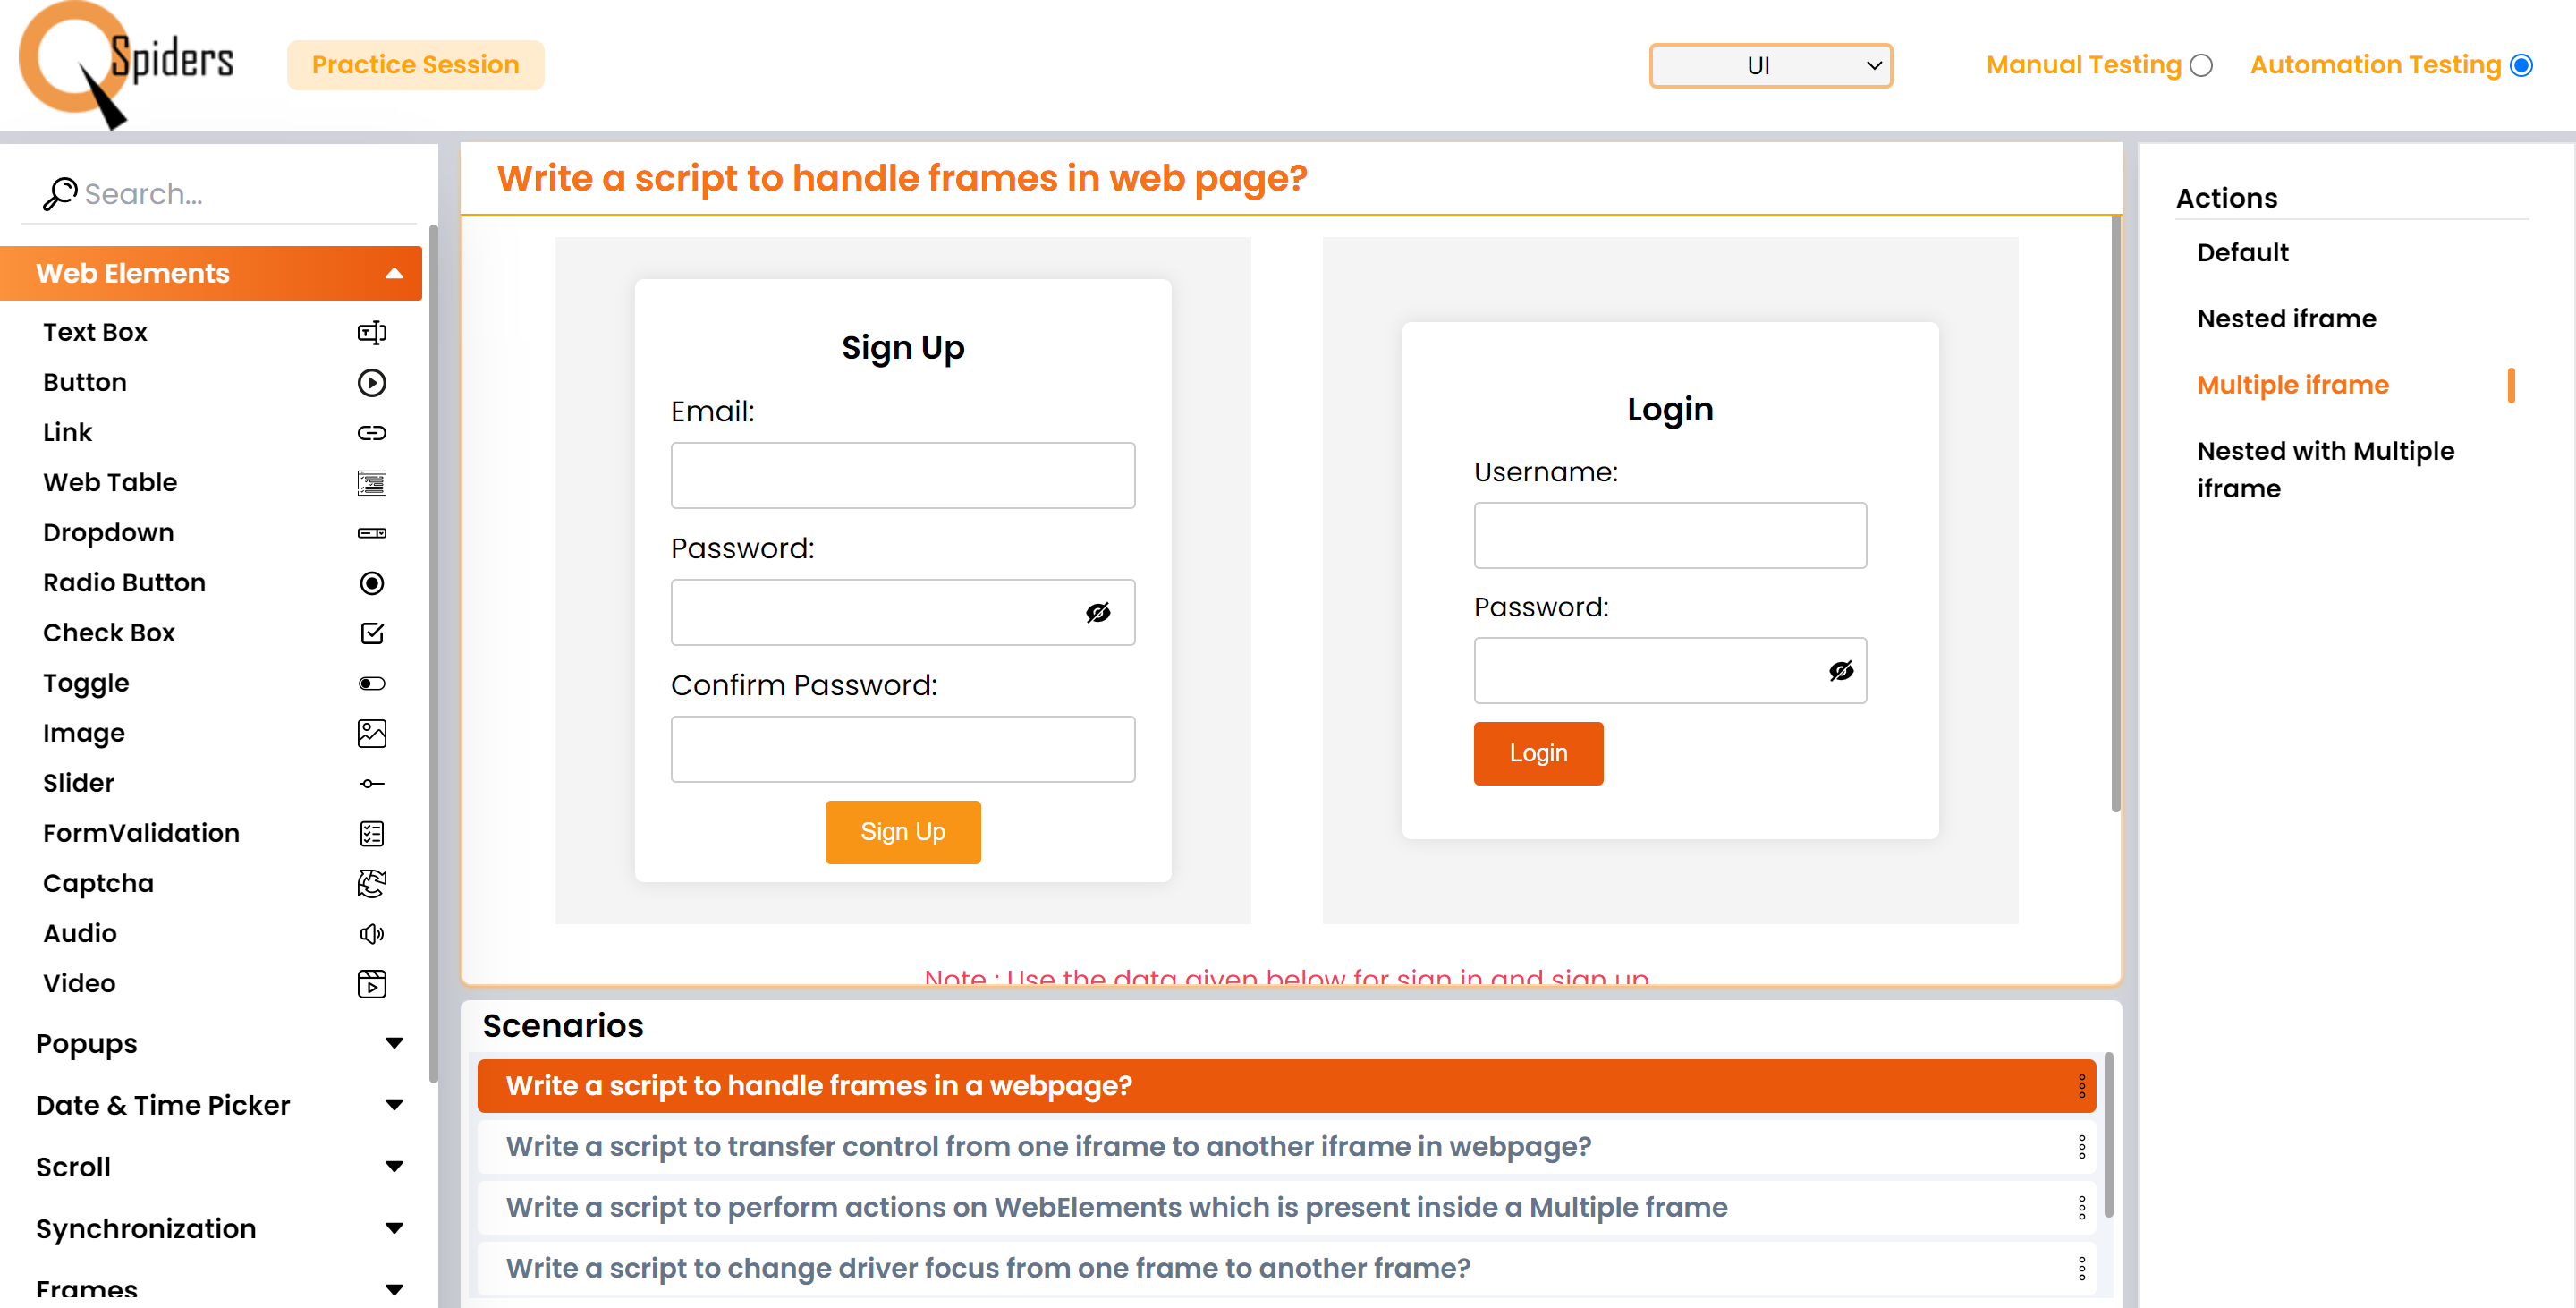 Spiders
Practice Session
UI
Manual Testing
Automation Testing
Search...
Web Elements
Text Box
Button
Link
Web Table
Dropdown
Radio Button
Check Box
Toggle
Image
Slider
FormValidation
Captcha
Audio
Video
Popups
Date & Time Picker
Scroll
Synchronization
Frames
Write a script to handle frames in web page?
Sign Up
Email:
Password:
Confirm Password:
Sign Up
Login
Username:
Password:
Login
Note : Use the data given below for sign in and sign up
Scenarios
Write a script to handle frames in a webpage?
Write a script to transfer control from one iframe to another iframe in webpage?
Write a script to perform actions on WebElements which is present inside a Multiple frame
Write a script to change driver focus from one frame to another frame?
Actions
Default
Nested iframe
Multiple iframe
Nested with Multiple
iframe